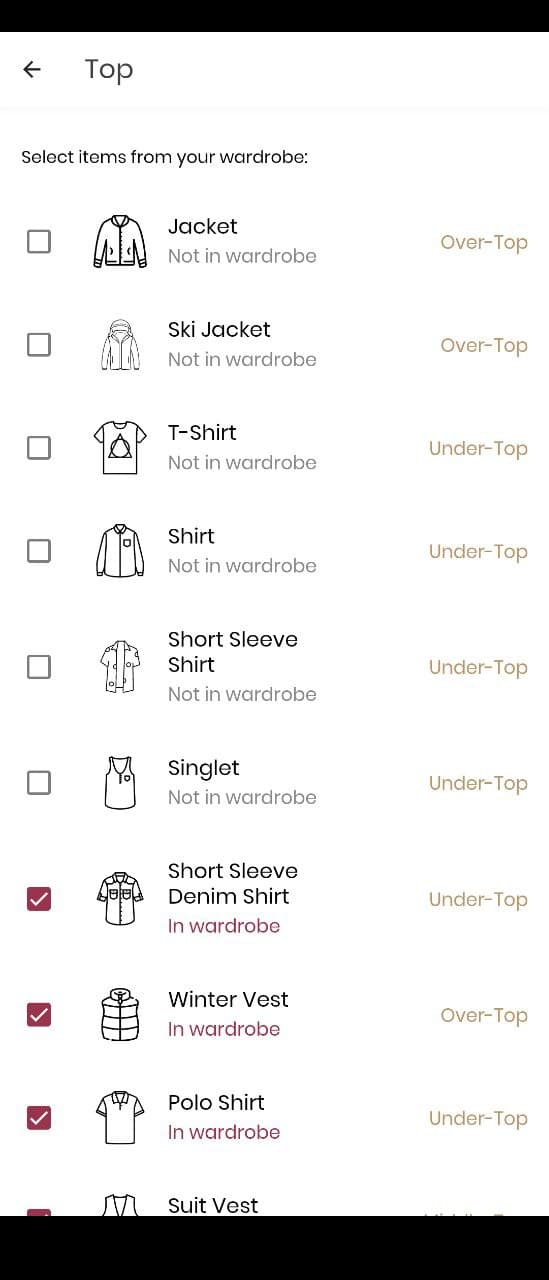 Top
Select items from your wardrobe:
Jacket
Not in wardrobe
Over-Top
Ski Jacket
Not in wardrobe
Over-Top
T-Shirt
Not in wardrobe
Under-Top
Shirt
Not in wardrobe
Under-Top
Short Sleeve
Shirt
Not in wardrobe
Under-Top
Singlet
Not in wardrobe
Under-Top
Short Sleeve
Denim Shirt
In wardrobe
Under-Top
Winter Vest
In wardrobe
Over-Top
Polo Shirt
In wardrobe
Under-Top
Suit Vest